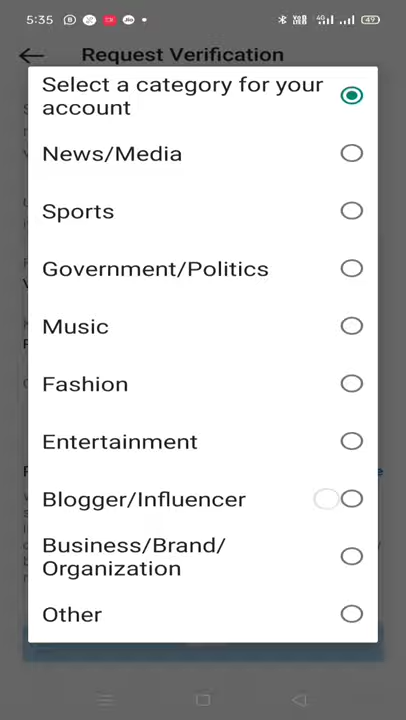 5:35
49
Request Verification
Select a category for your
account
News/Media
Sports
Government/Politics
Music
Fashion
Entertainment
Blogger/Influencer
Business/Brand/
Organization
Other